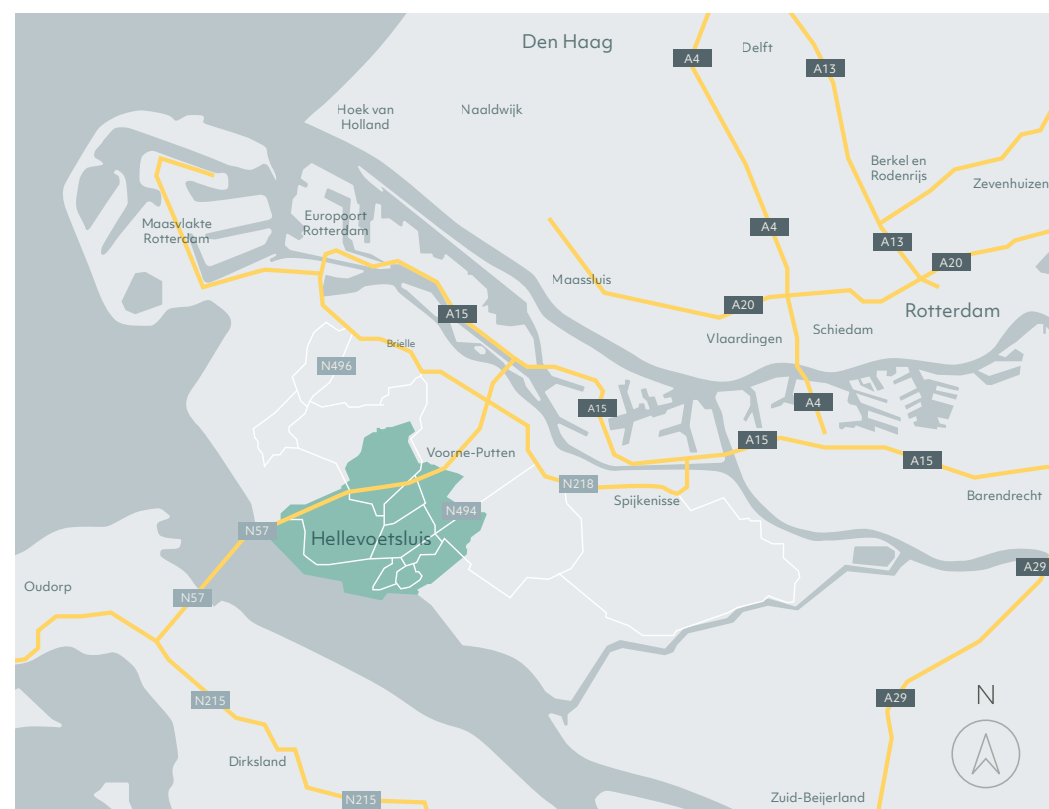 Den Haag
A4
Delft
A13
Hoek van
Holland
Naaldwijk
Berkel en
Rodenrijs
Zevenhuizen
Maasvlakte
Rotterdam
Europoort
Rotterdam
A4
A13
A20
Maassluis
A20
Rotterdam
A15
Vlaardingen
Schiedam
Brielle
N496
A15
A4
A15
A15
Voorne-Putten
N218
Spijkenisse
Barendrecht
N494
N57
Hellevoetsluis
A29
Oudorp
N57
N215
A29
N
Dirksland
N215
Zuid-Beijerland